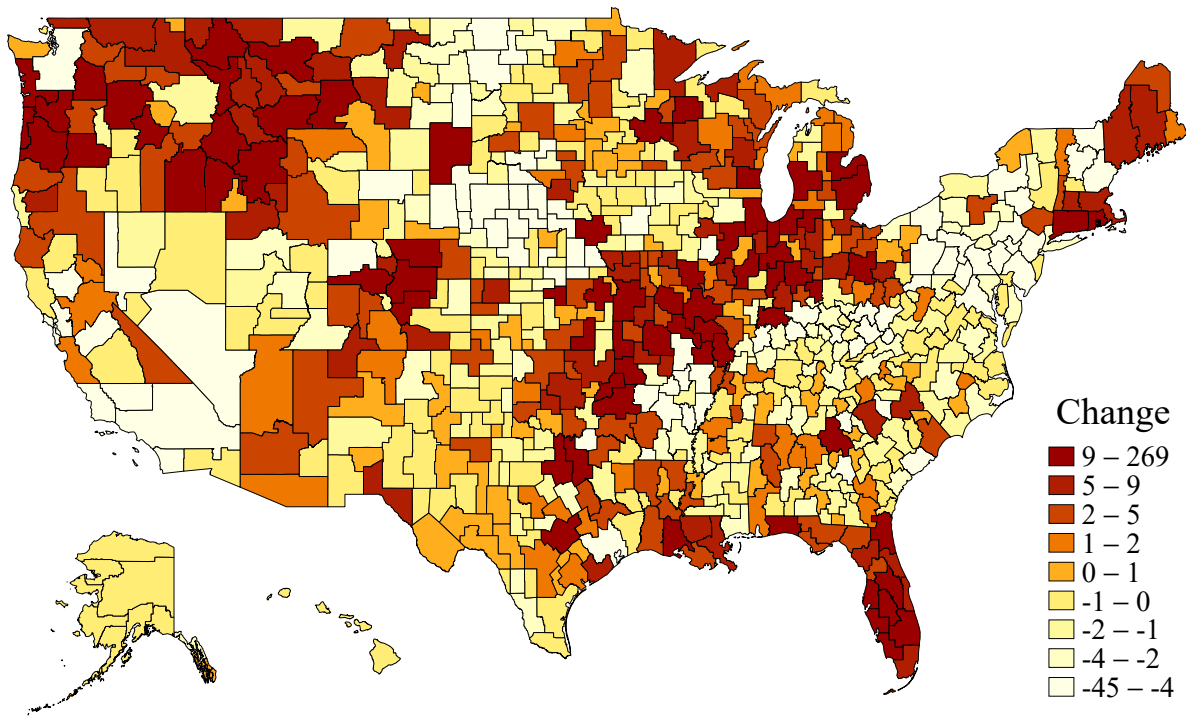 Change
9 – 269
5 – 9
2 – 5
1 – 2
0 – 1
-1 – 0
-2 – -1
-4 – -2
-45 – -4